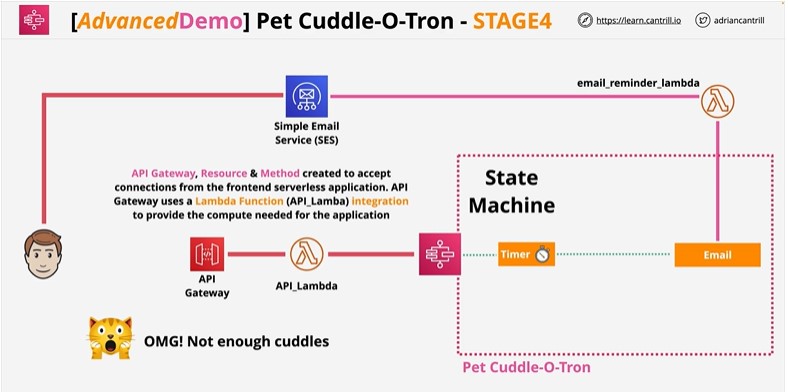 [AdvancedDemo] Pet Cuddle-O-Tron - STAGE4
https://learn.cantrill.io
adriancantrill
email_reminder_lambda
Simple Email
Service (SES)
API Gateway, Resource & Method created to accept
connections from the frontend serverless application. API
Gateway uses a Lambda Function (API_Lamba) integration
to provide the compute needed for the application
State
Machine
Timer
Email
API
Gateway
API_Lambda
OMG! Not enough cuddles
Pet Cuddle-O-Tron